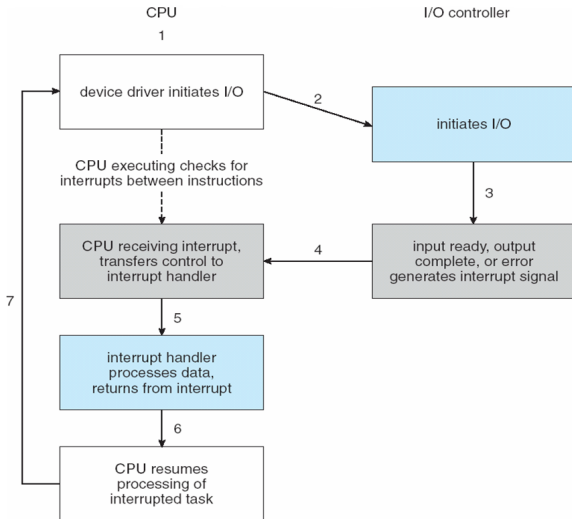 CPU
I/O controller
1
device driver initiates I/O
2
initiates I/O
CPU executing checks for
interrupts between instructions
3
CPU receiving interrupt,
transfers control to
interrupt handler
4
input ready, output
complete, or error
generates interrupt signal
7
5
interrupt handler
processes data,
returns from interrupt
6
CPU resumes
processing of
interrupted task